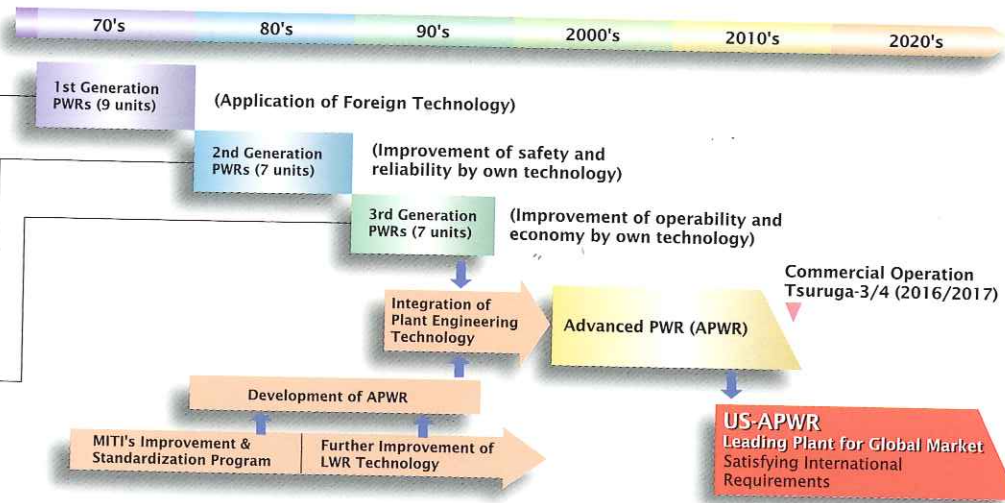 70's 80's 90's 2000's 2010's 2020's
1st Generation
PWRs (9 units)
(Application of Foreign Technology)
2nd Generation
PWRs (7 units)
(Improvement of safety and
reliability by own technology)
3rd Generation
PWRs (7 units)
(Improvement of operability and
economy by own technology)
Commercial Operation
Tsuruga-3/4 (2016/2017)
Integration of
Plant Engineering
Technology
Advanced PWR (APWR)
Development of APWR
MITI's Improvement &
Standardization Program
Further Improvement of
LWR Technology
US-APWR
Leading Plant for Global Market
Satisfying International
Requirements